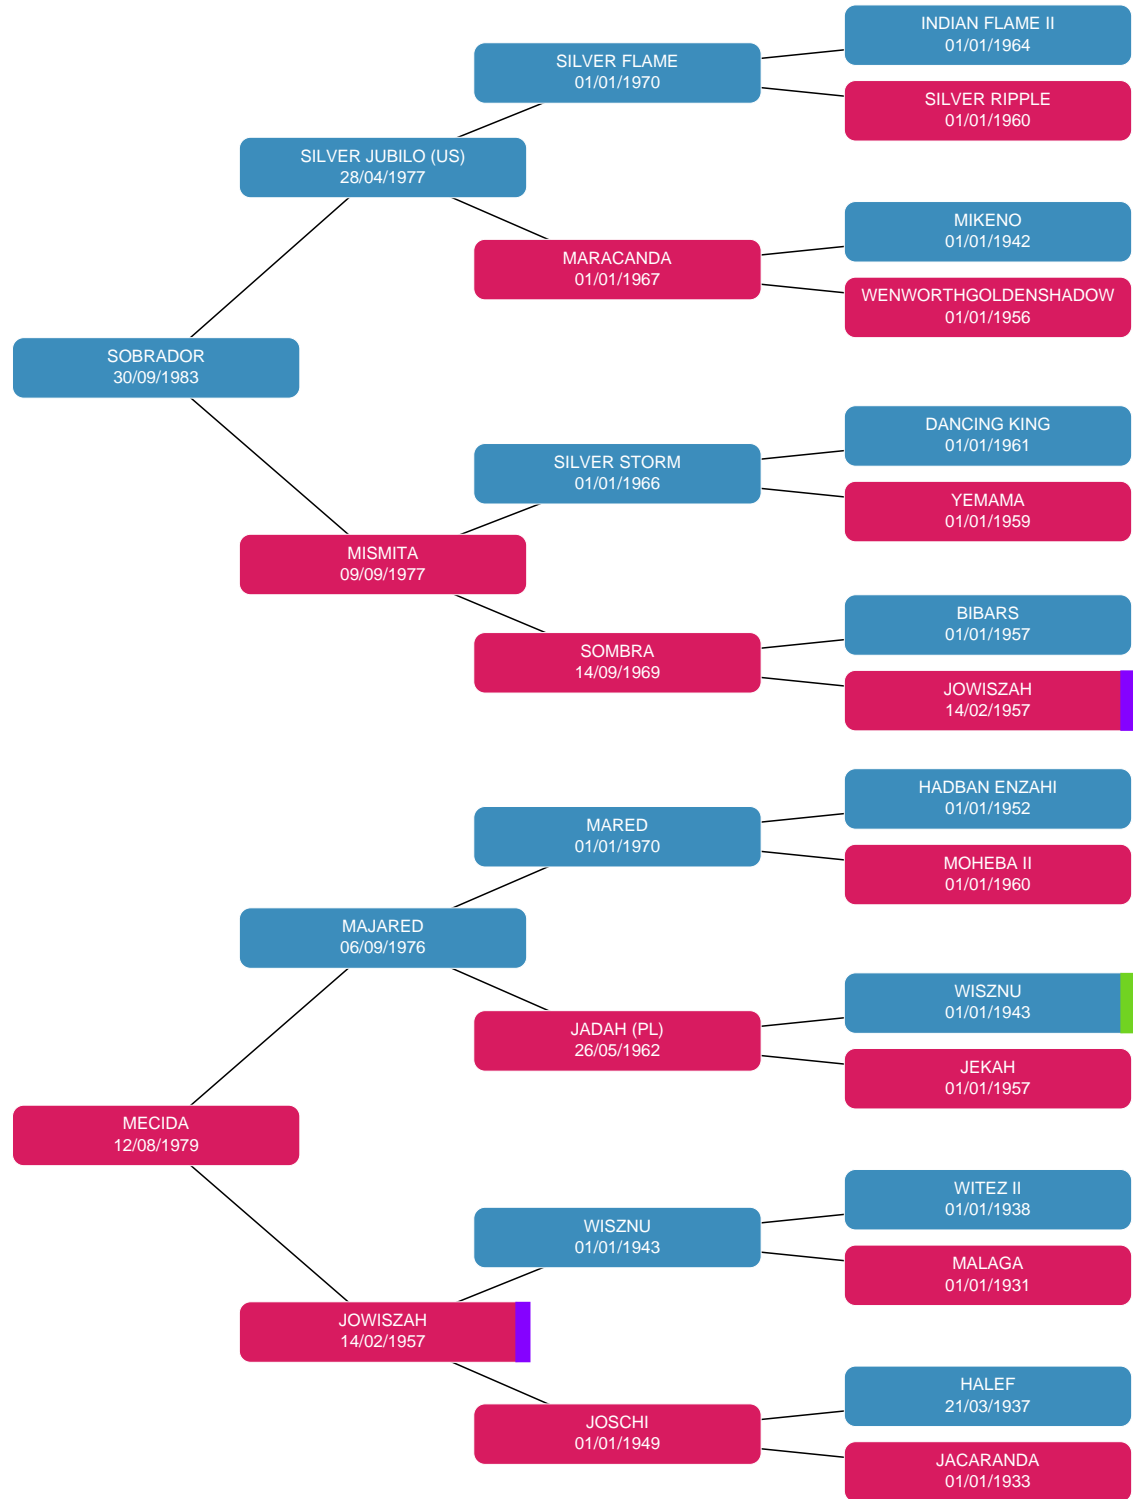 INDIAN FLAME II
01/01/1964
SILVER FLAME
01/01/1970
SILVER RIPPLE
01/01/1960
SILVER JUBILO (US)
28/04/1977
MIKENO
01/01/1942
MARACANDA
01/01/1967
WENWORTHGOLDENSHADOW
01/01/1956
SOBRADOR
30/09/1983
DANCING KING
01/01/1961
SILVER STORM
01/01/1966
YEMAMA
01/01/1959
MISMITA
09/09/1977
BIBARS
01/01/1957
SOMBRA
14/09/1969
JOWISZAH
14/02/1957
HADBAN ENZAHI
01/01/1952
MARED
01/01/1970
MOHEBA II
01/01/1960
MAJARED
06/09/1976
WISZNU
01/01/1943
JADAH (PL)
26/05/1962
JEKAH
01/01/1957
MECIDA
12/08/1979
WITEZ II
01/01/1938
WISZNU
01/01/1943
MALAGA
01/01/1931
JOWISZAH
14/02/1957
HALEF
21/03/1937
JOSCHI
01/01/1949
JACARANDA
01/01/1933